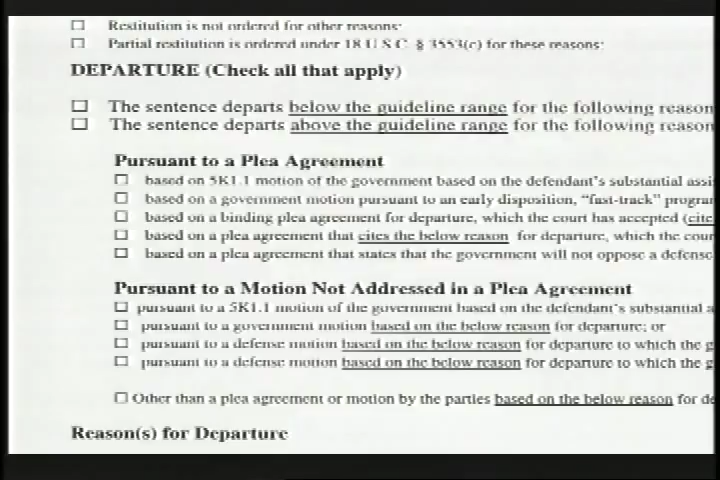 ☐ Restitution is not ordered for other reasons:
☐ Partial restitution is ordered under 18 U.S.C. § 3553(c) for these reasons:
DEPARTURE (Check all that apply)
☐ The sentence departs below the guideline range for the following reason
☐ The sentence departs above the guideline range for the following reason
Pursuant to a Plea Agreement
☐ based on 5K1.1 motion of the government based on the defendant's substantial assi
☐ based on a government motion pursuant to an early disposition, "fast-track" progra
☐ based on a binding plea agreement for departure, which the court has accepted (cite
☐ based on a plea agreement that cites the below reason for departure, which the cour
☐ based on a plea agreement that states that the government will not oppose a defense
Pursuant to a Motion Not Addressed in a Plea Agreement
☐ pursuant to a 5K1.1 motion of the government based on the defendant's substantial a
☐ pursuant to a government motion based on the below reason for departure; or
☐ pursuant to a defense motion based on the below reason for departure to which the g
☐ pursuant to a defense motion based on the below reason for departure to which the g
☐ Other than a plea agreement or motion by the parties based on the below reason for de
Reason(s) for Departure